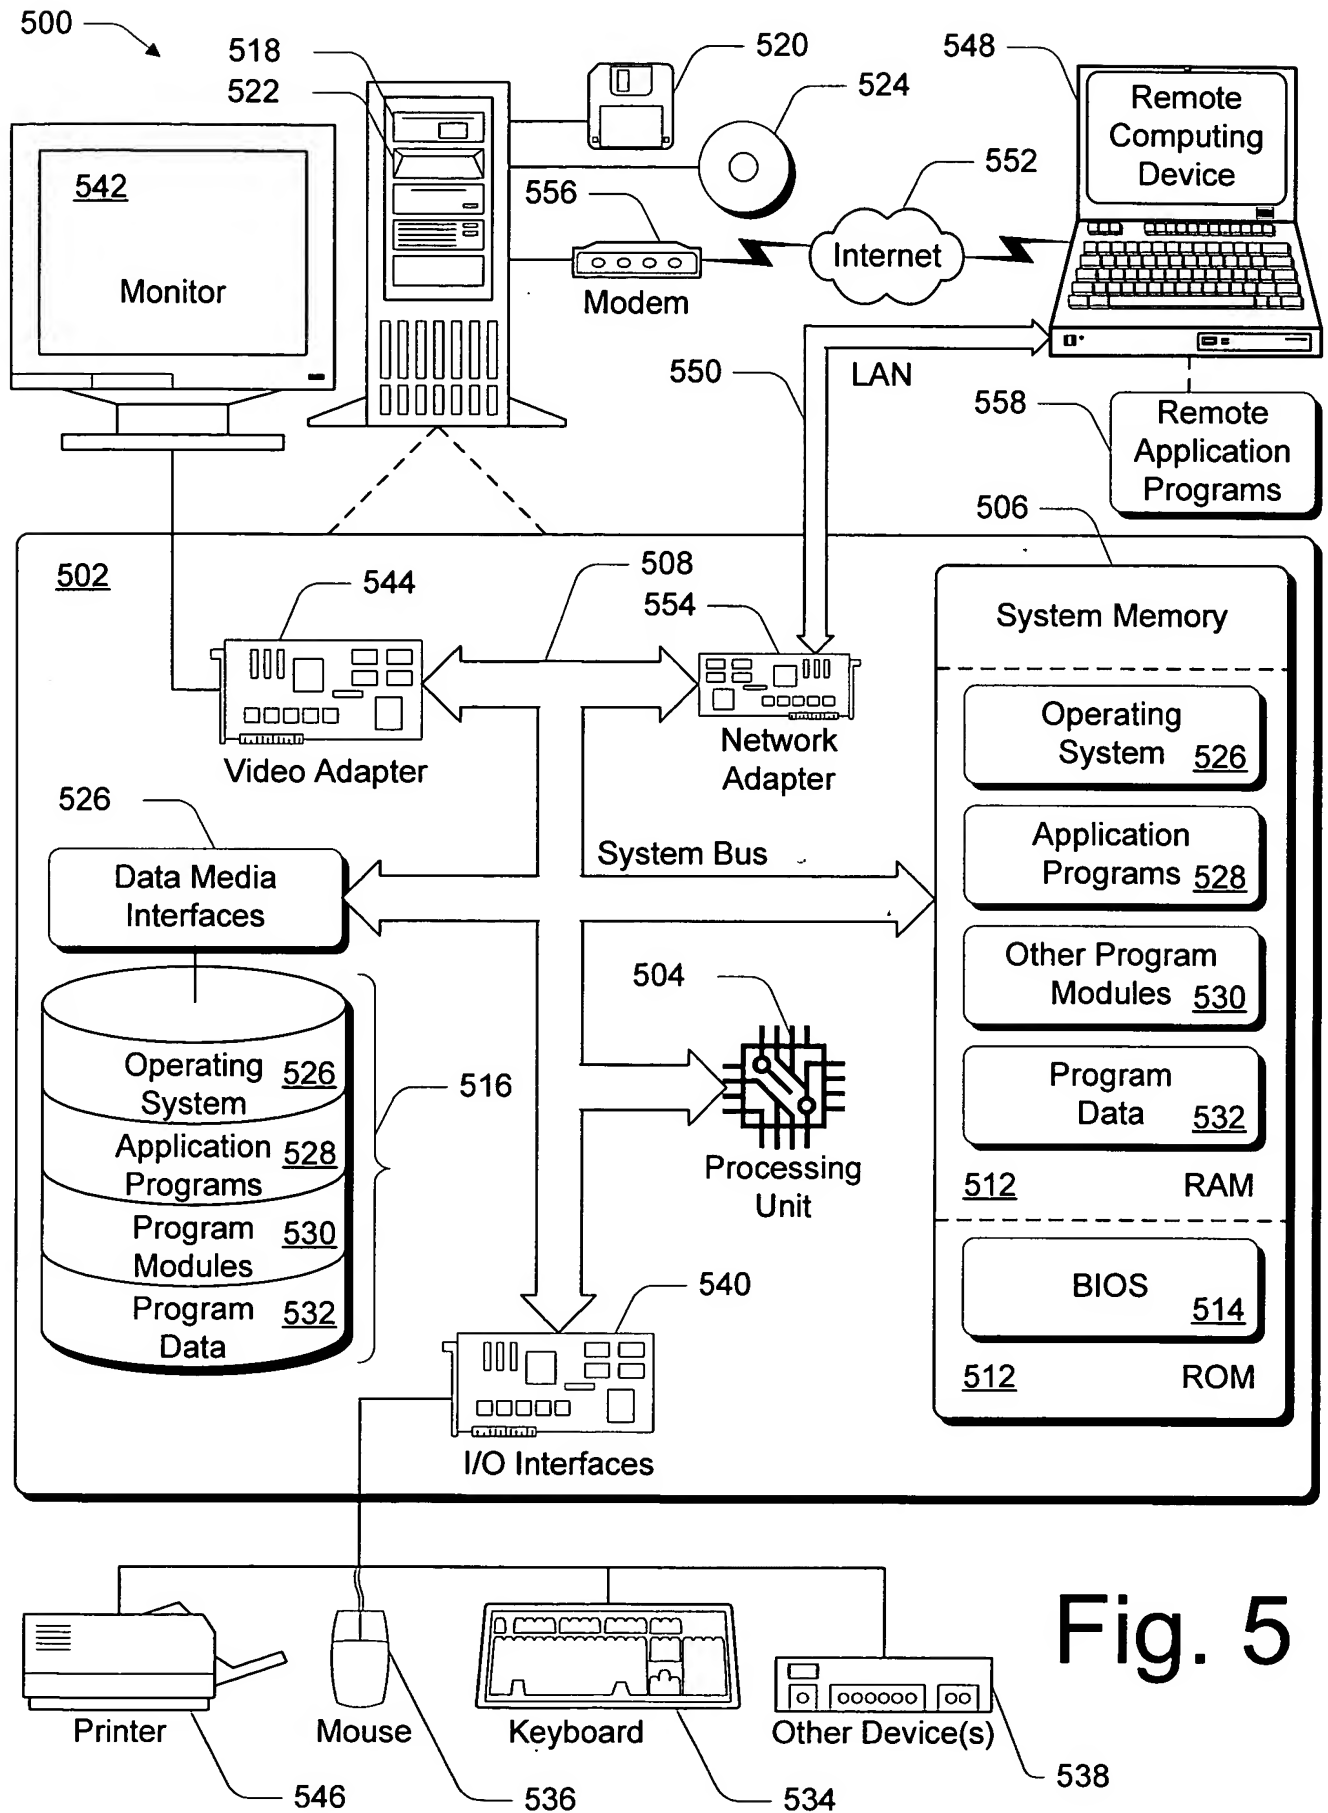 500
518
522
520
524
548
Remote
Computing
Device
552
556
542
Monitor
Internet
Modem
550
LAN
558
Remote
Application
Programs
506
502
544
508
554
System Memory
Operating
System 526
Network
Adapter
Video Adapter
526
Data Media
Interfaces
System Bus
Application
Programs 528
Other Program
Modules 530
504
Operating
System 526
516
Program
Data 532
Application
Programs 528
Processing
Unit
512 RAM
Program
Modules 530
540
BIOS 514
Program
Data 532
512 ROM
I/O Interfaces
Fig. 5
Printer
Mouse
Keyboard
Other Device(s)
546
536
534
538